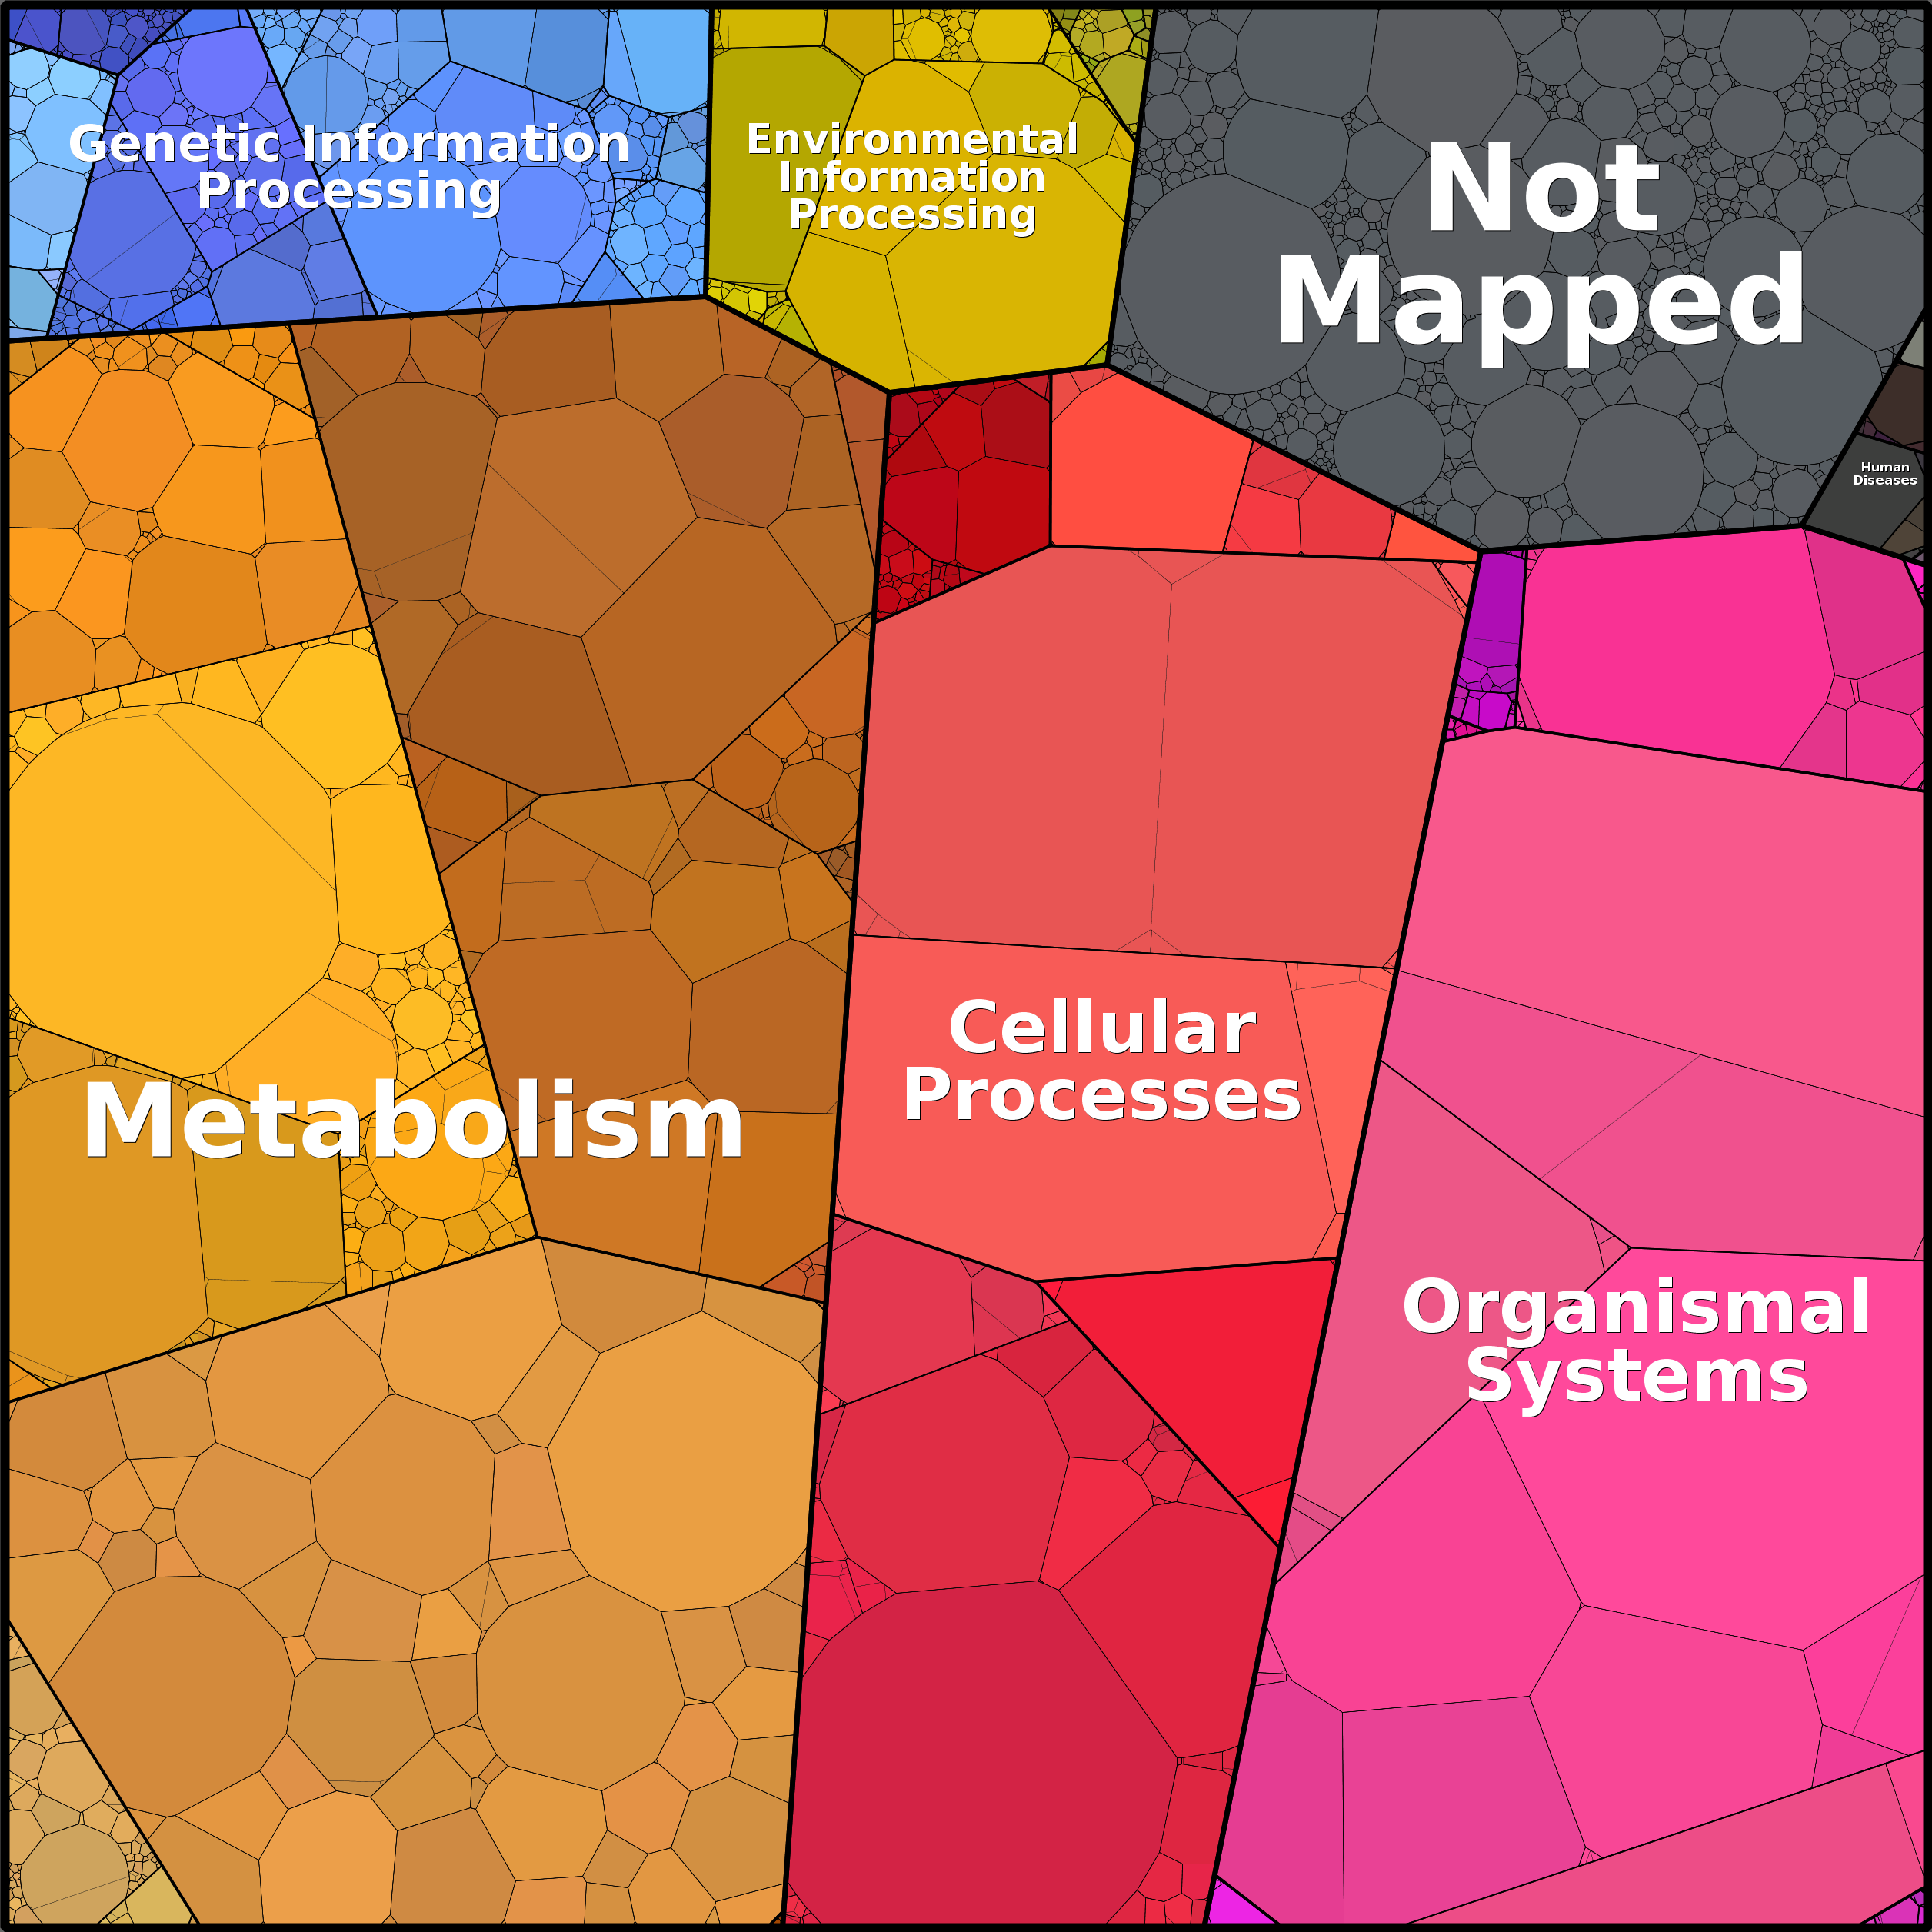 Genetic Information
Processing
Environmental
Information
Processing
Not
Mapped
Human
Diseases
Metabolism
Cellular
Processes
Organismal
Systems